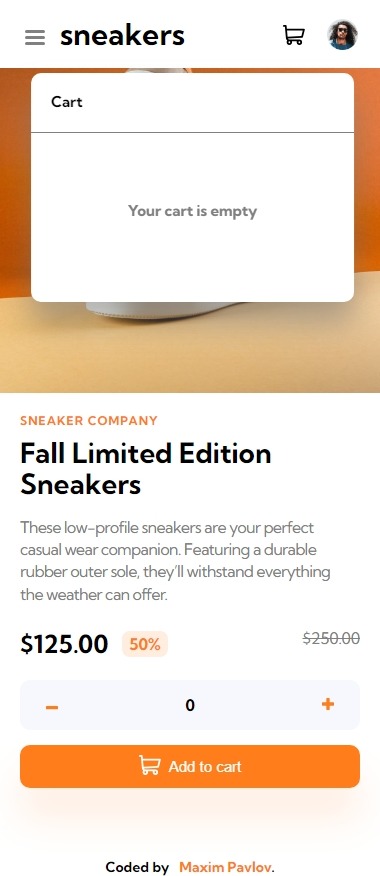 sneakers
Cart
Your cart is empty
SNEAKER COMPANY
Fall Limited Edition
Sneakers
These low-profile sneakers are your perfect
casual wear companion. Featuring a durable
rubber outer sole, they’ll withstand everything
the weather can offer.
$125.00 50% $250.00
0
Add to cart
Coded by Maxim Pavlov.